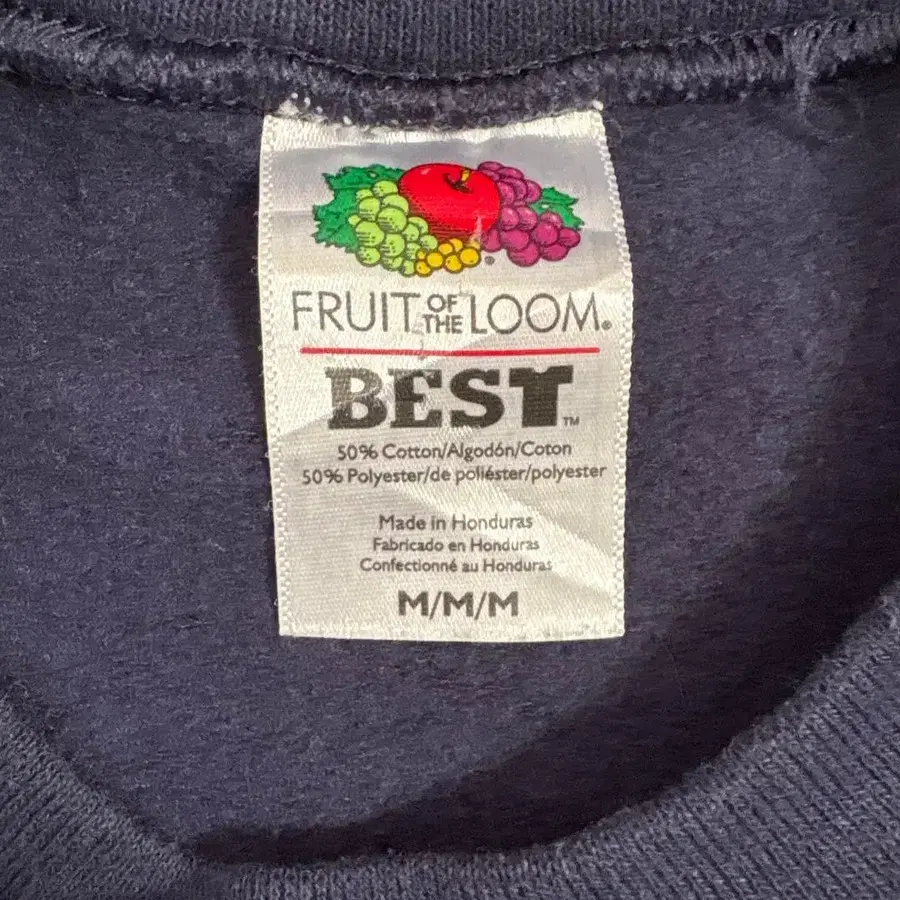 FRUIT OF THE LOOM®
BEST™
50% Cotton/Algodón/Coton
50% Polyester/de poliéster/polyester
Made in Honduras
Fabricado en Honduras
Confectionné au Honduras
M/M/M